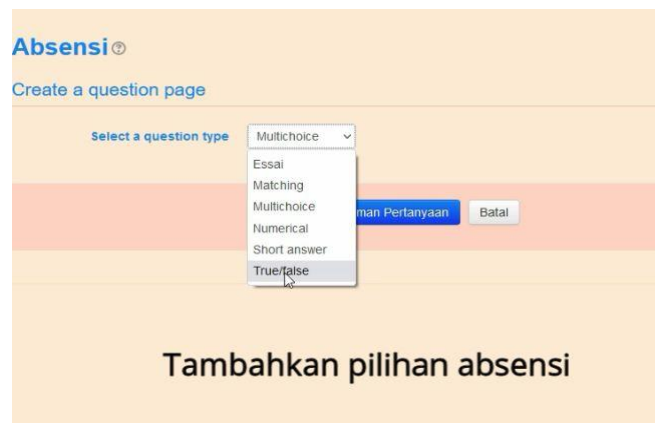 Absensi
Create a question page
Select a question type Multichoice
Essai
Matching
Multichoice
man Pertanyaan Batal
Numerical
Short answer
True/false
Tambahkan pilihan absensi